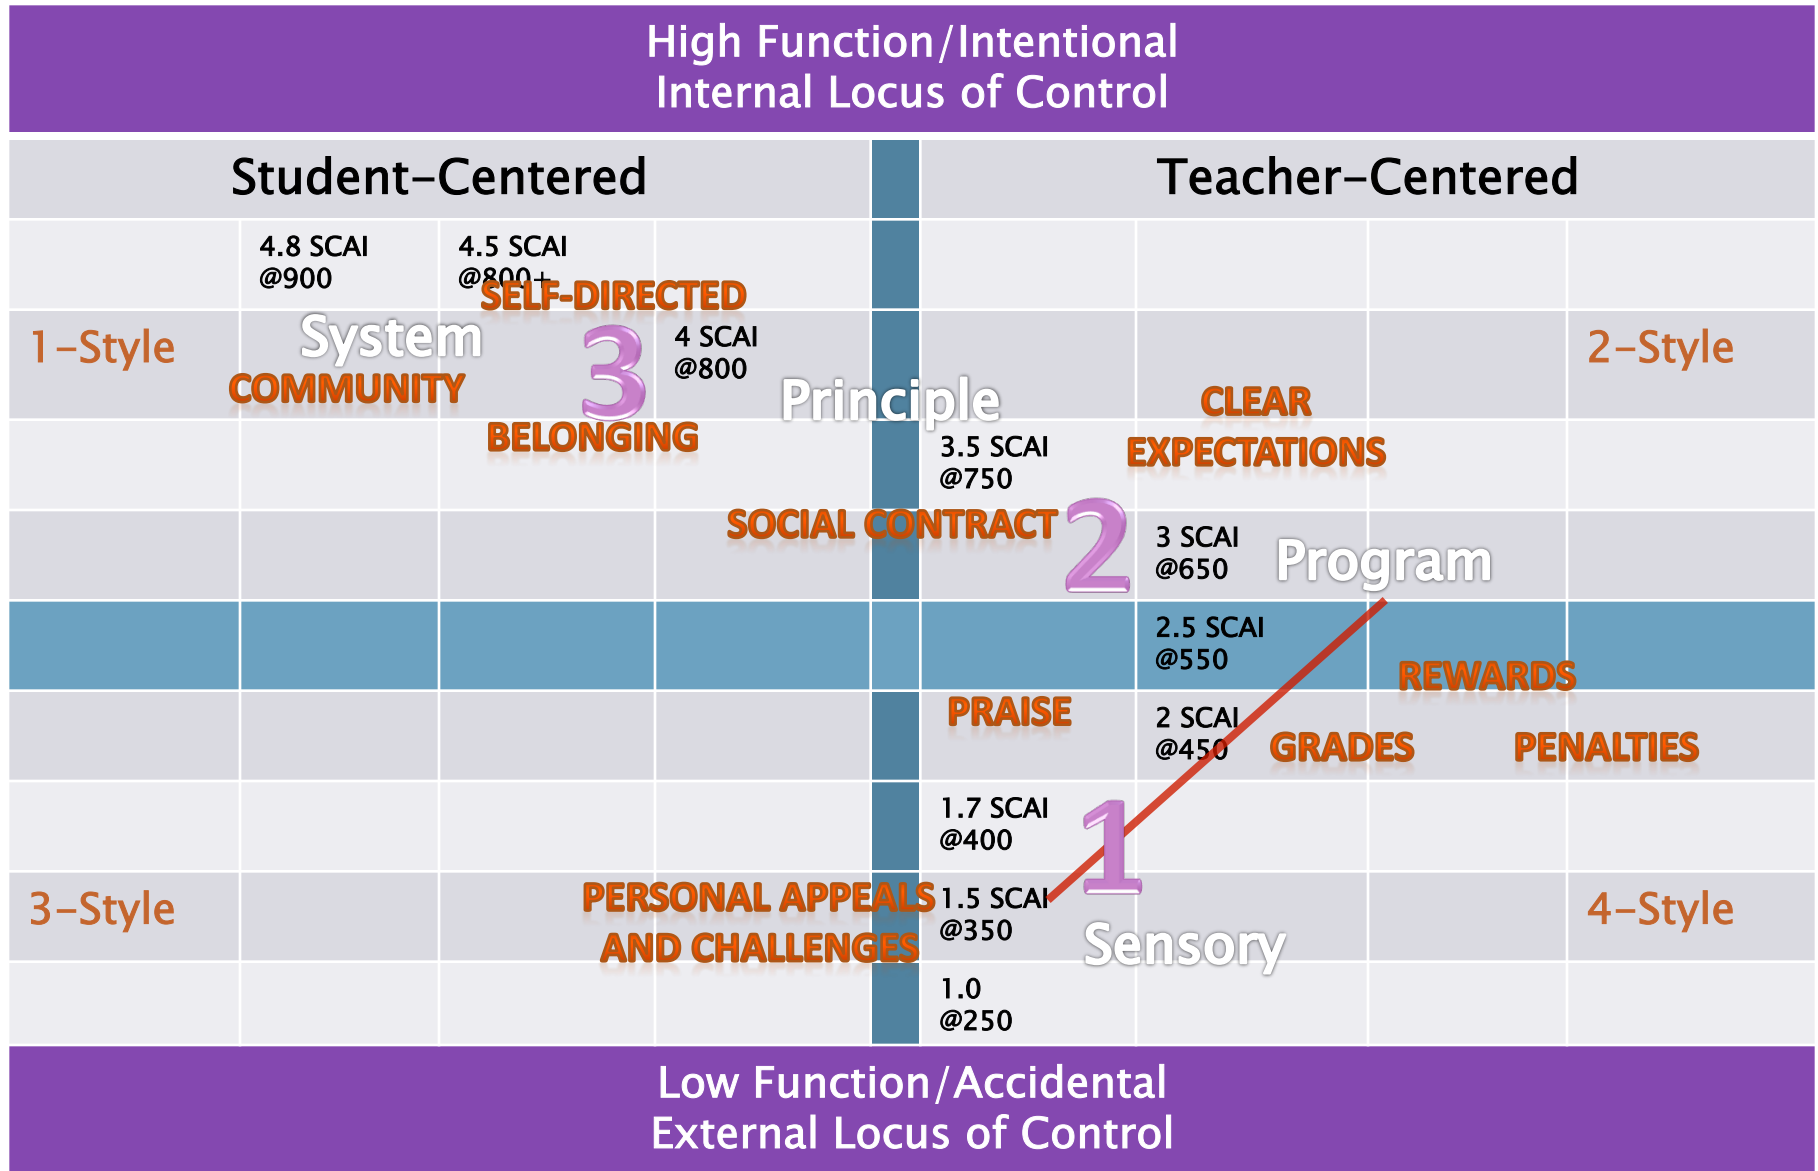 High Function/Intentional
Internal Locus of Control
Student-Centered
Teacher-Centered
4.8 SCAI
@900
4.5 SCAI
@800+
SELF-DIRECTED
1-Style
System
3
4 SCAI
@800
2-Style
COMMUNITY
Principle
CLEAR
EXPECTATIONS
BELONGING
3.5 SCAI
@750
SOCIAL CONTRACT
2
3 SCAI
@650
Program
2.5 SCAI
@550
REWARDS
PRAISE
2 SCAI
@450
GRADES
PENALTIES
1.7 SCAI
@400
1
3-Style
PERSONAL APPEALS
AND CHALLENGES
1.5 SCAI
@350
Sensory
4-Style
1.0
@250
Low Function/Accidental
External Locus of Control